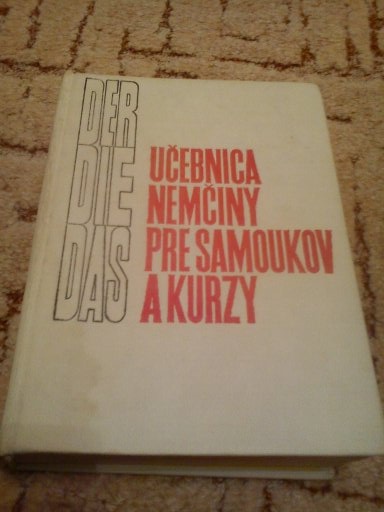 DER
DIE
DAS
UČEBNICA
NEMČINY
PRE SAMOUKOV
A KURZY